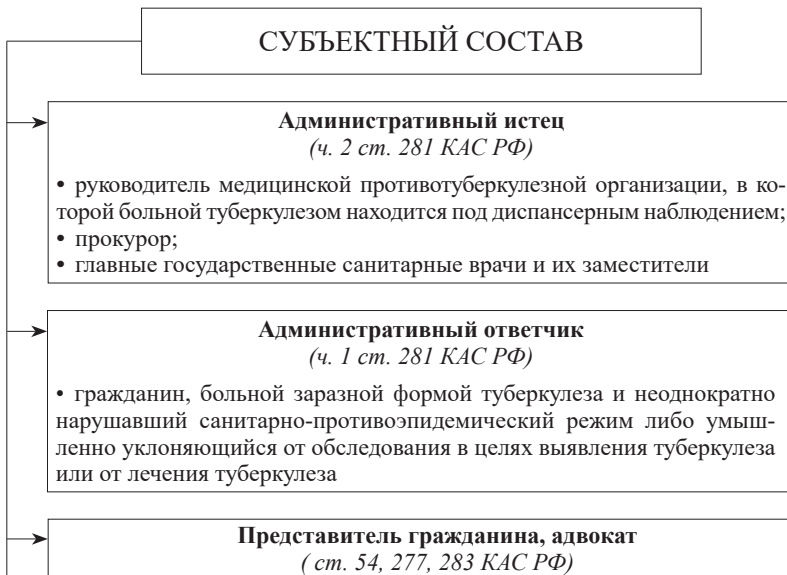 СУБЪЕКТНЫЙ СОСТАВ
Административный истец
(ч. 2 ст. 281 КАС РФ)
• руководитель медицинской противотуберкулезной организации, в ко-
торой больной туберкулезом находится под диспансерным наблюдением;
• прокурор;
• главные государственные санитарные врачи и их заместители
Административный ответчик
(ч. 1 ст. 281 КАС РФ)
• гражданин, больной заразной формой туберкулеза и неоднократно
нарушавший санитарно-противоэпидемический режим либо умыш-
ленно уклоняющийся от обследования в целях выявления туберкулеза
или от лечения туберкулеза
Представитель гражданина, адвокат
( ст. 54, 277, 283 КАС РФ)